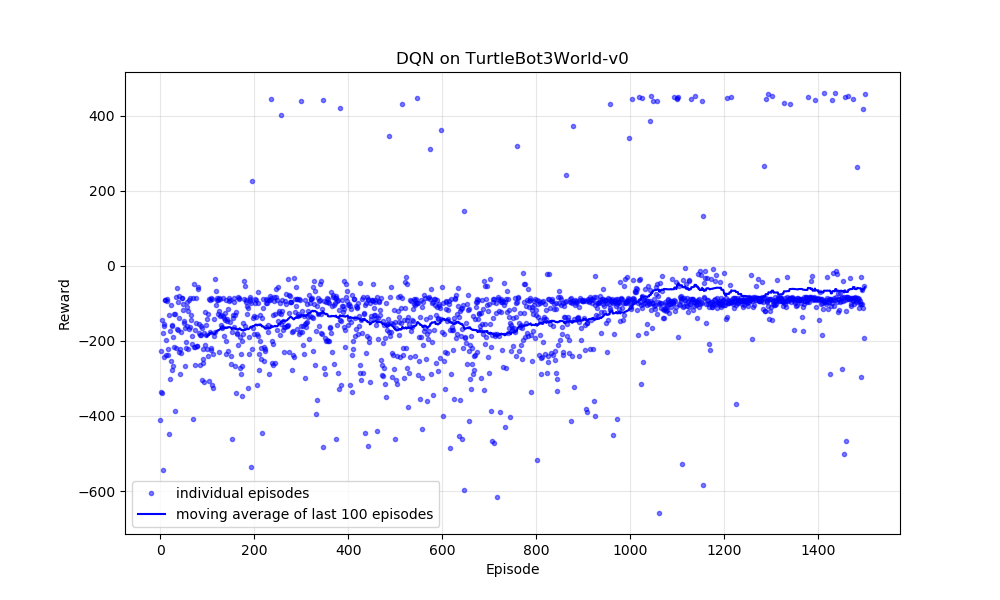 DQN on TurtleBot3World-v0
Reward
400
200
0
−200
−400
−600
individual episodes
moving average of last 100 episodes
0 200 400 600 800 1000 1200 1400
Episode